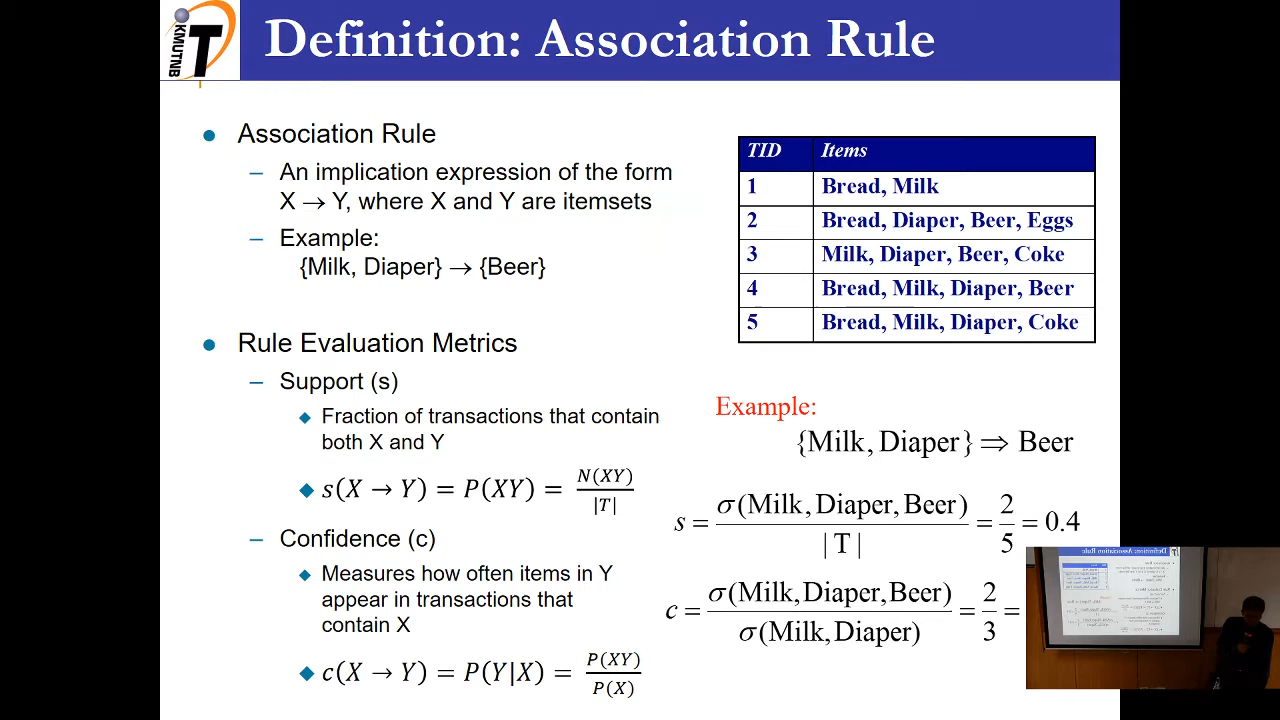 KMUTNB
T
Definition: Association Rule
● Association Rule
– An implication expression of the form
X → Y, where X and Y are itemsets
– Example:
{Milk, Diaper} → {Beer}
● Rule Evaluation Metrics
– Support (s)
◆ Fraction of transactions that contain
both X and Y
◆ s(X → Y) = P(XY) = N(XY) / |T|
– Confidence (c)
◆ Measures how often items in Y
appear in transactions that
contain X
◆ c(X → Y) = P(Y|X) = P(XY) / P(X)
TID Items
1 Bread, Milk
2 Bread, Diaper, Beer, Eggs
3 Milk, Diaper, Beer, Coke
4 Bread, Milk, Diaper, Beer
5 Bread, Milk, Diaper, Coke
Example:
{Milk, Diaper} ⇒ Beer
s = σ(Milk, Diaper, Beer) / |T| = 2/5 = 0.4
c = σ(Milk, Diaper, Beer) / σ(Milk, Diaper) = 2/3 =